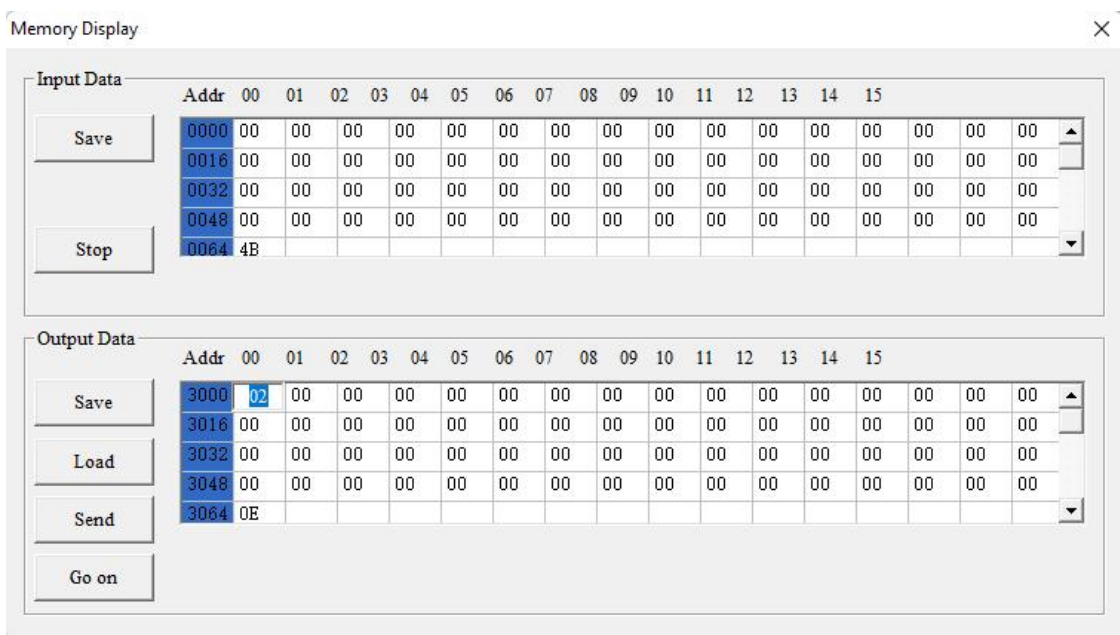 Memory Display
Input Data
Addr 00 01 02 03 04 05 06 07 08 09 10 11 12 13 14 15
Save
0000 00 00 00 00 00 00 00 00 00 00 00 00 00 00 00 00
0016 00 00 00 00 00 00 00 00 00 00 00 00 00 00 00 00
0032 00 00 00 00 00 00 00 00 00 00 00 00 00 00 00 00
0048 00 00 00 00 00 00 00 00 00 00 00 00 00 00 00 00
Stop
0064 4B
Output Data
Addr 00 01 02 03 04 05 06 07 08 09 10 11 12 13 14 15
Save
3000 02 00 00 00 00 00 00 00 00 00 00 00 00 00 00 00
3016 00 00 00 00 00 00 00 00 00 00 00 00 00 00 00 00
Load
3032 00 00 00 00 00 00 00 00 00 00 00 00 00 00 00 00
3048 00 00 00 00 00 00 00 00 00 00 00 00 00 00 00 00
Send
3064 0E
Go on